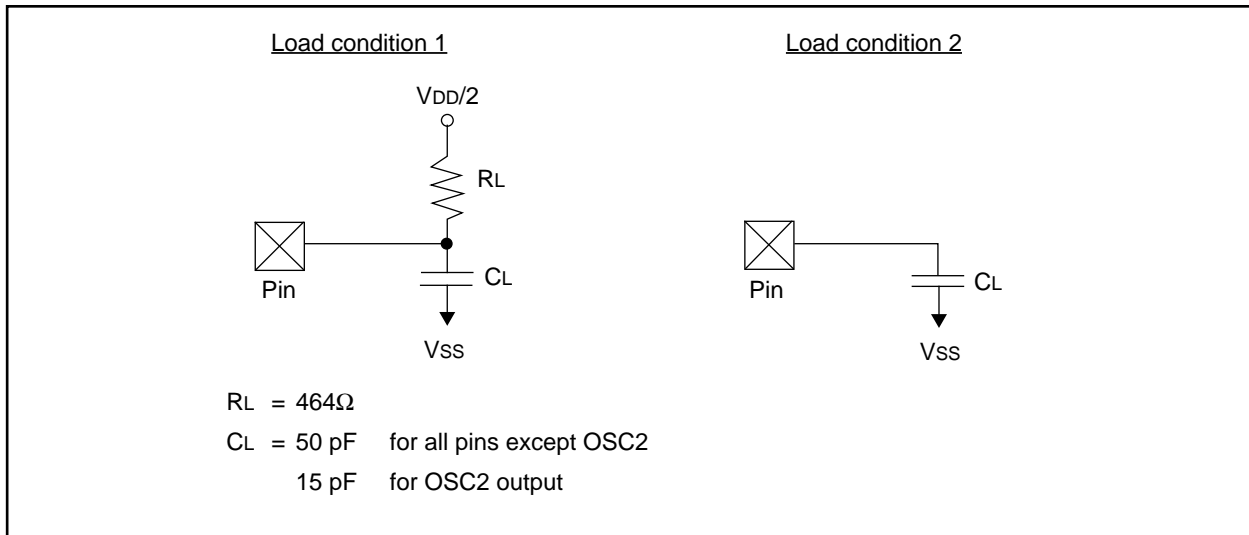 Load condition 1
VDD/2
RL
Pin
CL
VSS
Load condition 2
Pin
CL
VSS
RL = 464Ω
CL = 50 pF for all pins except OSC2
15 pF for OSC2 output